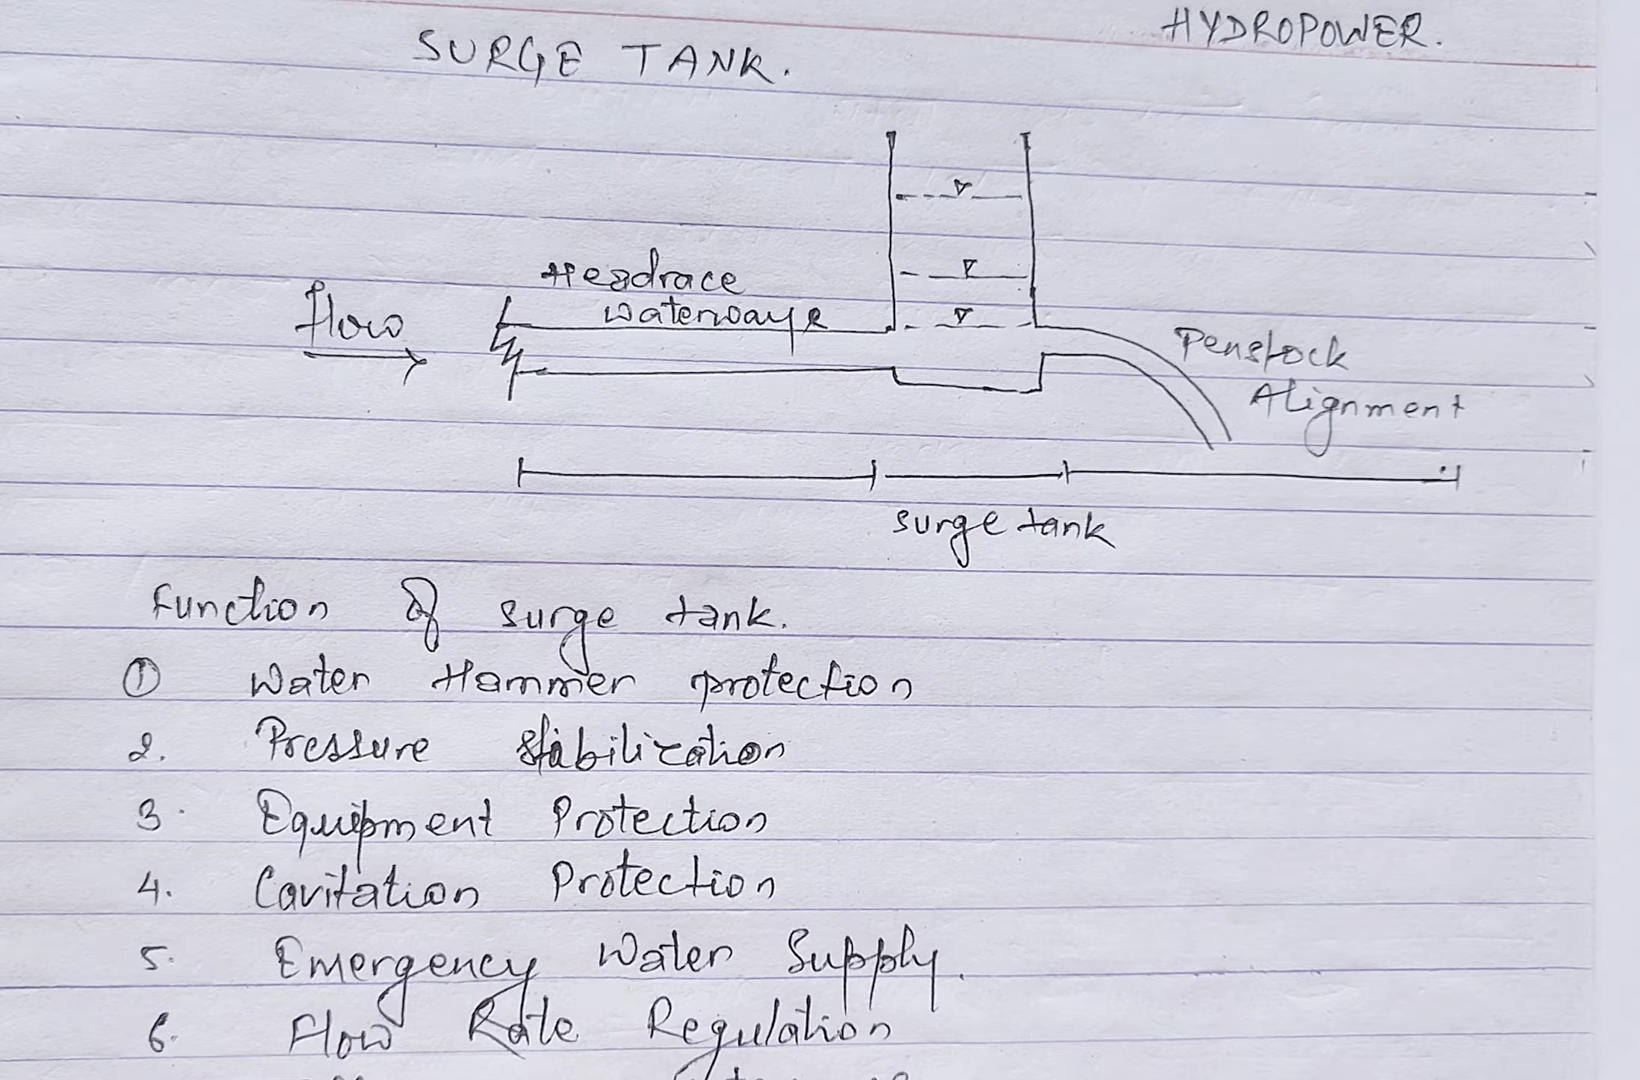 HYDROPOWER.
SURGE TANK.
Headrace
waterways
Flow
Penstock
Alignment
surge tank
Function Of surge tank.
① Water Hammer protection
2. Pressure stabilization
3. Equipment Protection
4. Cavitation Protection
5. Emergency Water Supply.
6. Flow Rate Regulation